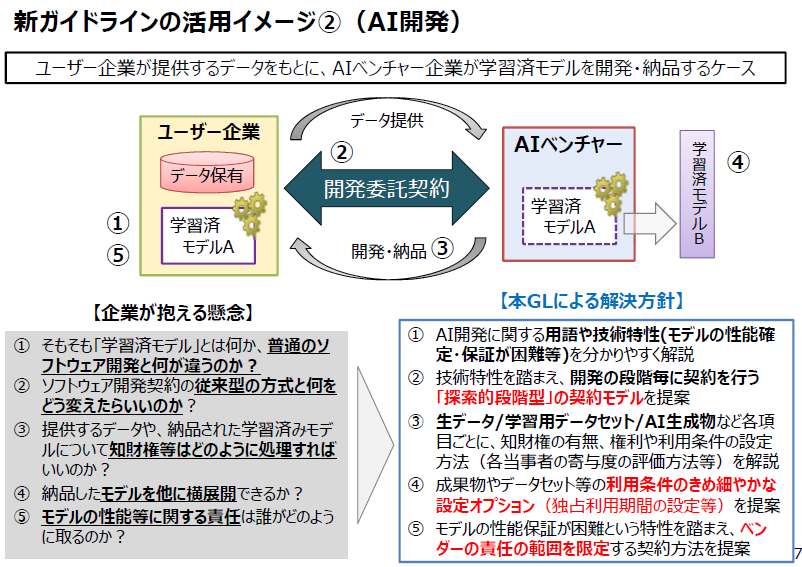 新ガイドラインの活用イメージ②（AI開発）
ユーザー企業が提供するデータをもとに、AIベンチャー企業が学習済モデルを開発・納品するケース
ユーザー企業
データ保有
学習済
モデルA
①
⑤
データ提供
②
開発委託契約
開発・納品③
AIベンチャー
学習済
モデルA
学習済モデルB
④
【企業が抱える懸念】
① そもそも「学習済モデル」とは何か、普通のソ
フトウェア開発と何が違うのか？
② ソフトウェア開発契約の従来型の方式と何を
どう変えたらいいのか？
③ 提供するデータや、納品された学習済みモデ
ルについて知財権等はどのように処理すれば
いいのか？
④ 納品したモデルを他に横展開できるか？
⑤ モデルの性能等に関する責任は誰がどのよう
に取るのか？
【本GLによる解決方針】
① AI開発に関する用語や技術特性(モデルの性能確
定・保証が困難等)を分かりやすく解説
② 技術特性を踏まえ、開発の段階毎に契約を行う
「探索的段階型」の契約モデルを提案
③ 生データ/学習用データセット/AI生成物など各項
目ごとに、知財権の有無、権利や利用条件の設定
方法（各当事者の寄与度の評価方法等）を解説
④ 成果物やデータセット等の利用条件のきめ細やかな
設定オプション（独占利用期間の設定等）を提案
⑤ モデルの性能保証が困難という特性を踏まえ、ベン
ダーの責任の範囲を限定する契約方法を提案
7